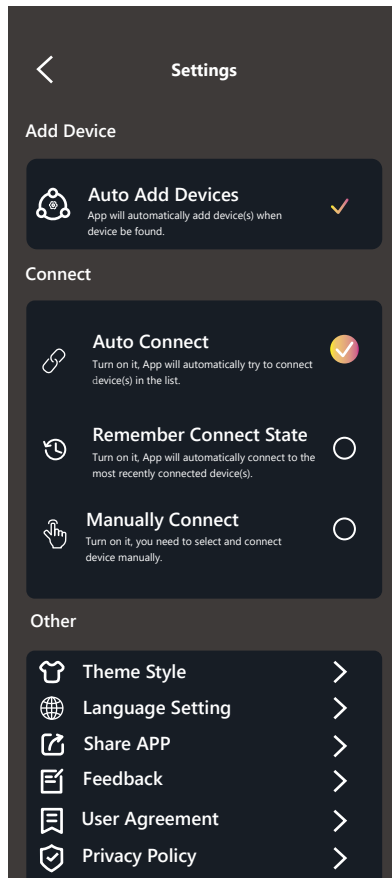 Settings
Add Device
Auto Add Devices
App will automatically add device(s) when
device be found.
Connect
Auto Connect
Turn on it, App will automatically try to connect
device(s) in the list.
Remember Connect State
Turn on it, App will automatically connect to the
most recently connected device(s).
Manually Connect
Turn on it, you need to select and connect
device manually.
Other
Theme Style
Language Setting
Share APP
Feedback
User Agreement
Privacy Policy